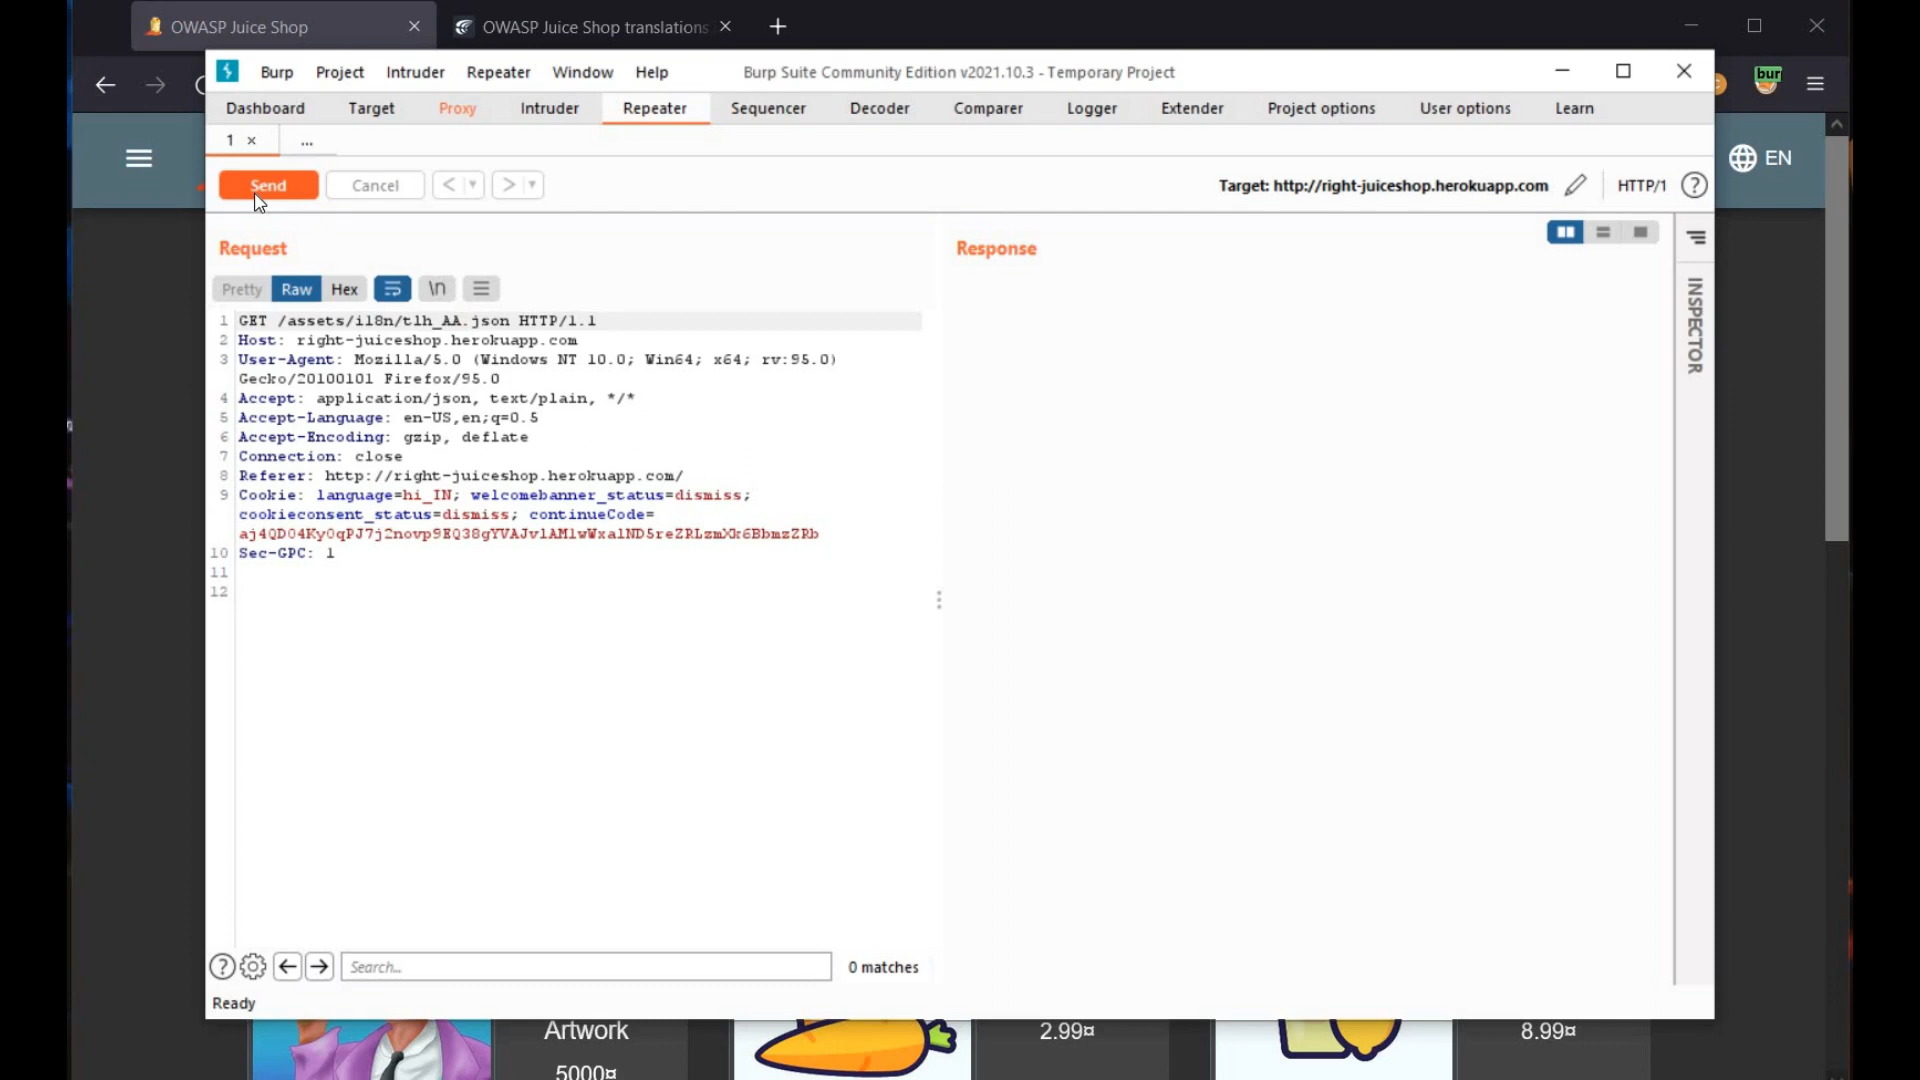 OWASP Juice Shop
OWASP Juice Shop translations
Burp Project Intruder Repeater Window Help
Burp Suite Community Edition v2021.10.3 - Temporary Project
bur
Dashboard Target Proxy Intruder Repeater Sequencer Decoder Comparer Logger Extender Project options User options Learn
1 × ...
EN
Send Cancel < >
Target: http://right-juiceshop.herokuapp.com HTTP/1 ?
Request
Response
Pretty Raw Hex \n
INSPECTOR
1 GET /assets/i18n/tlh_AA.json HTTP/1.1
2 Host: right-juiceshop.herokuapp.com
3 User-Agent: Mozilla/5.0 (Windows NT 10.0; Win64; x64; rv:95.0)
Gecko/20100101 Firefox/95.0
4 Accept: application/json, text/plain, */*
5 Accept-Language: en-US,en;q=0.5
6 Accept-Encoding: gzip, deflate
7 Connection: close
8 Referer: http://right-juiceshop.herokuapp.com/
9 Cookie: language=hi_IN; welcomebanner_status=dismiss;
cookieconsent_status=dismiss; continueCode=
10 Sec-GPC: 1
11
12
? Search... 0 matches
Ready
Artwork
5000¤
2.99¤
8.99¤